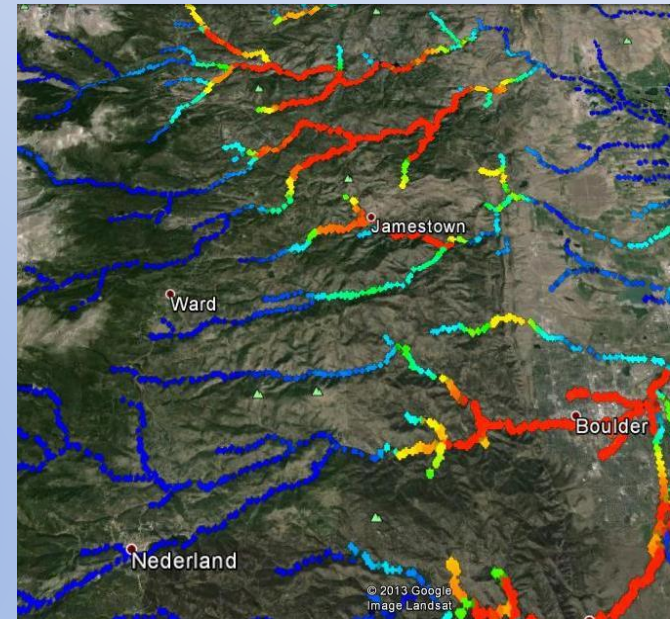 Jamestown
Ward
Boulder
Nederland
© 2013 Google
Image Landsat